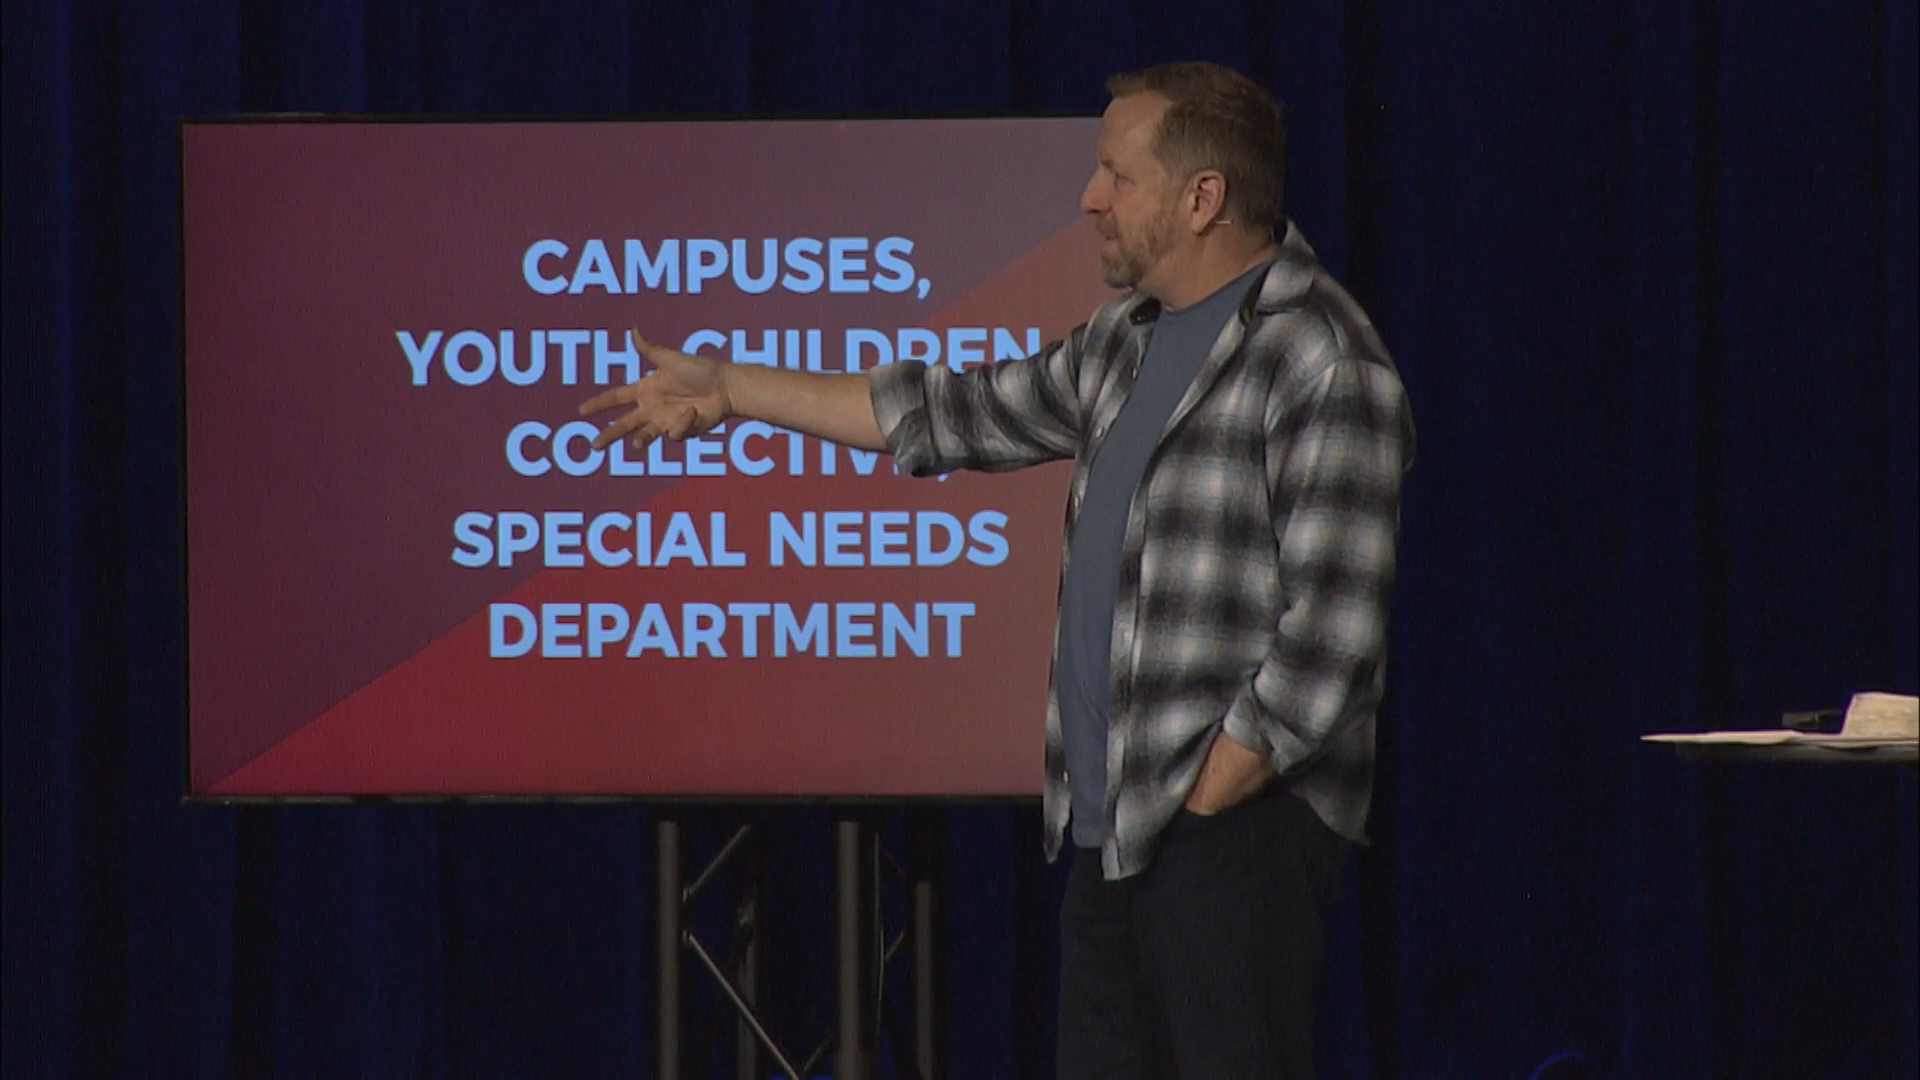 CAMPUSES,
YOUTH, CHILDREN
COLLECTIVE,
SPECIAL NEEDS
DEPARTMENT